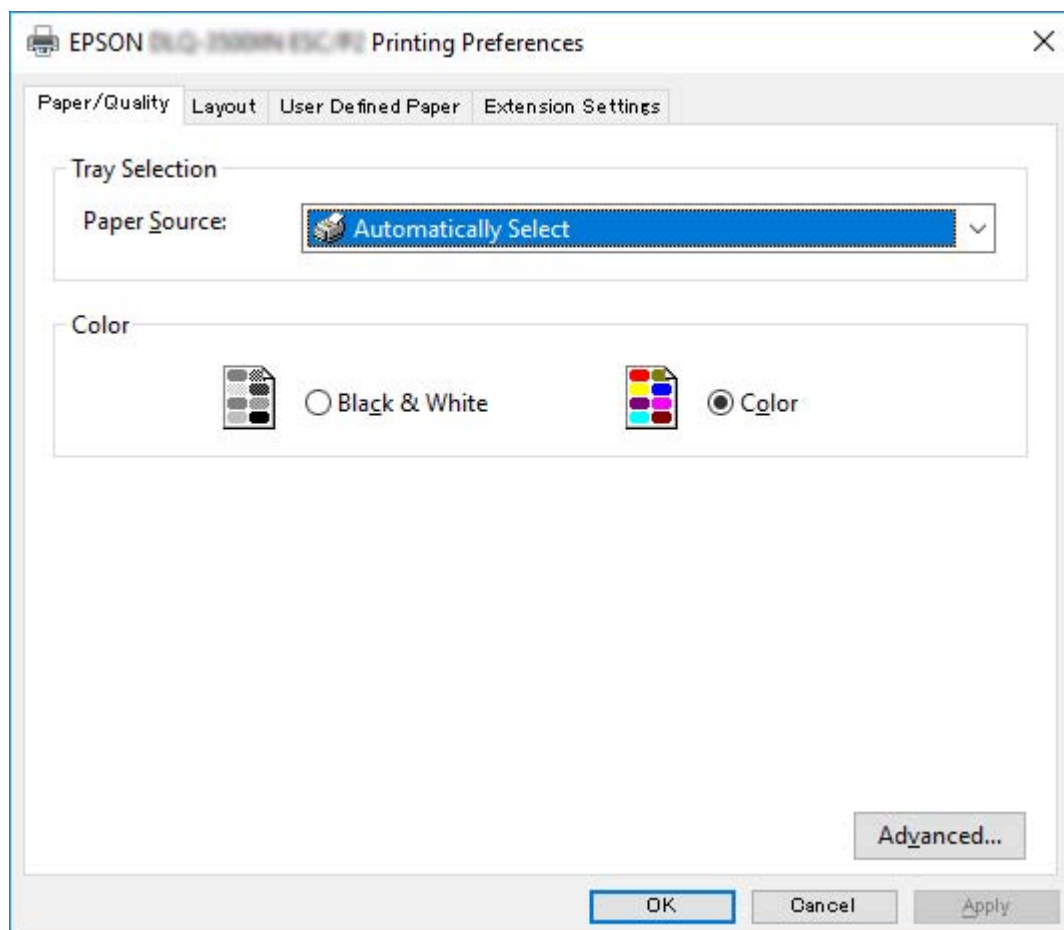 EPSON Printing Preferences
Paper/Quality Layout User Defined Paper Extension Settings
Tray Selection
Paper Source: Automatically Select
Color
Black & White Color
Advanced...
OK Cancel Apply